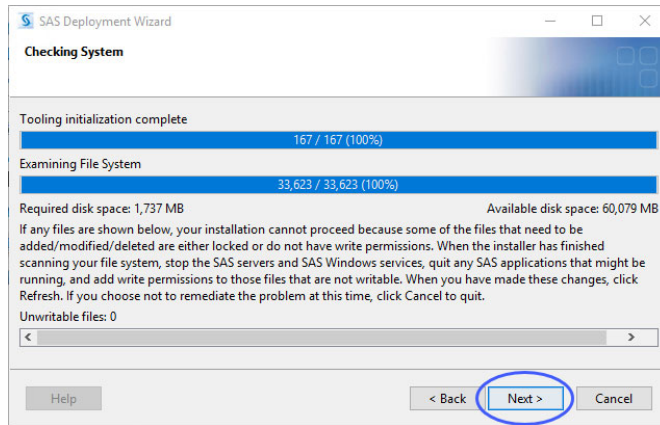 SAS Deployment Wizard
Checking System
Tooling initialization complete
167 / 167 (100%)
Examining File System
33,623 / 33,623 (100%)
Required disk space: 1,737 MB Available disk space: 60,079 MB
If any files are shown below, your installation cannot proceed because some of the files that need to be
added/modified/deleted are either locked or do not have write permissions. When the installer has finished
scanning your file system, stop the SAS servers and SAS Windows services, quit any SAS applications that might be
running, and add write permissions to those files that are not writable. When you have made these changes, click
Refresh. If you choose not to remediate the problem at this time, click Cancel to quit.
Unwritable files: 0
Help < Back Next > Cancel